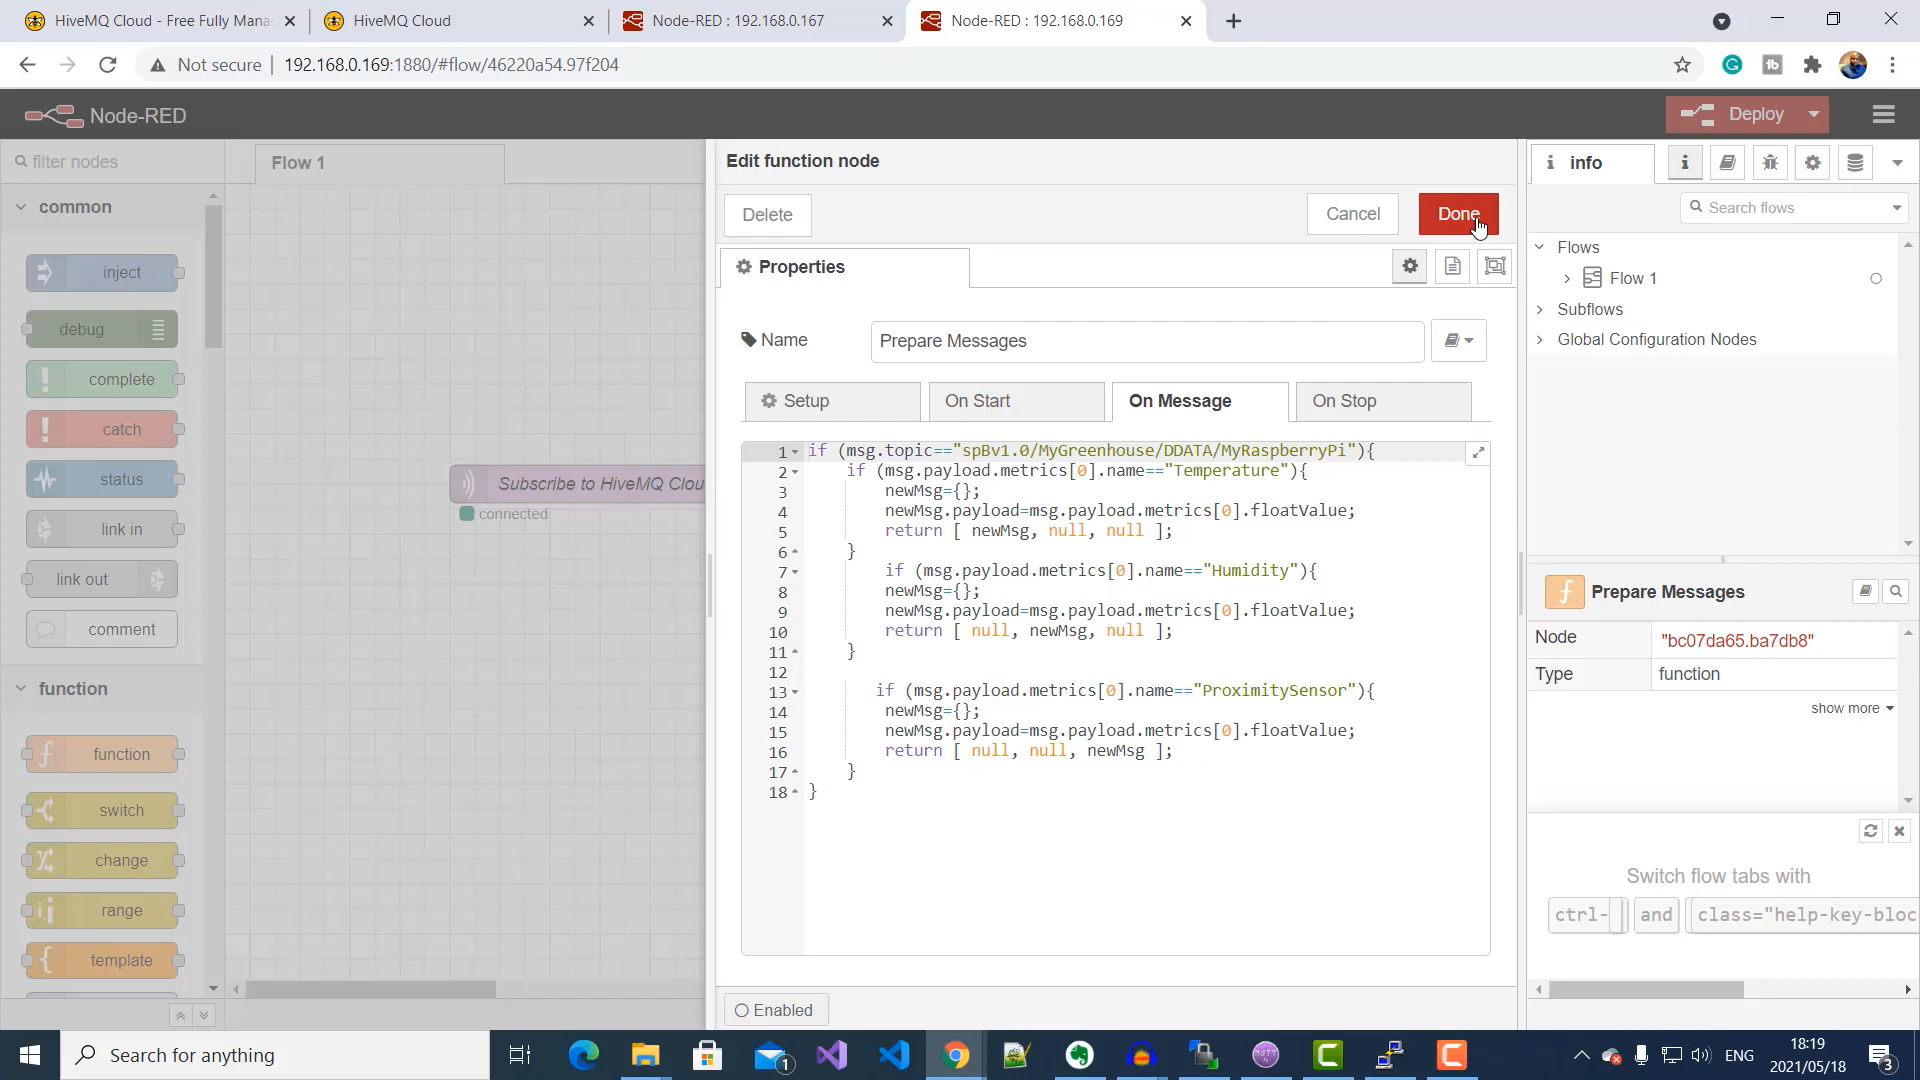 HiveMQ Cloud - Free Fully Mana
HiveMQ Cloud
Node-RED : 192.168.0.167
Node-RED : 192.168.0.169
Not secure
192.168.0.169:1880/#flow/46220a54.97f204
Node-RED
Deploy
filter nodes
common
inject
debug
complete
catch
status
link in
link out
comment
function
function
switch
change
range
template
Flow 1
Subscribe to HiveMQ Clou
connected
Edit function node
Delete
Cancel
Done
Properties
Name
Prepare Messages
Setup
On Start
On Message
On Stop
1 if (msg.topic=="spBv1.0/MyGreenhouse/DDATA/MyRaspberryPi"){
2 if (msg.payload.metrics[0].name=="Temperature"){
3 newMsg={};
4 newMsg.payload=msg.payload.metrics[0].floatValue;
5 return [ newMsg, null, null ];
6 }
7 if (msg.payload.metrics[0].name=="Humidity"){
8 newMsg={};
9 newMsg.payload=msg.payload.metrics[0].floatValue;
10 return [ null, newMsg, null ];
11 }
12
13 if (msg.payload.metrics[0].name=="ProximitySensor"){
14 newMsg={};
15 newMsg.payload=msg.payload.metrics[0].floatValue;
16 return [ null, null, newMsg ];
17 }
18 }
Enabled
info
Search flows
Flows
Flow 1
Subflows
Global Configuration Nodes
Prepare Messages
Node "bc07da65.ba7db8"
Type function
show more
Switch flow tabs with
ctrl-
and
class="help-key-bloc
Search for anything
1
ENG
18:19
2021/05/18
3